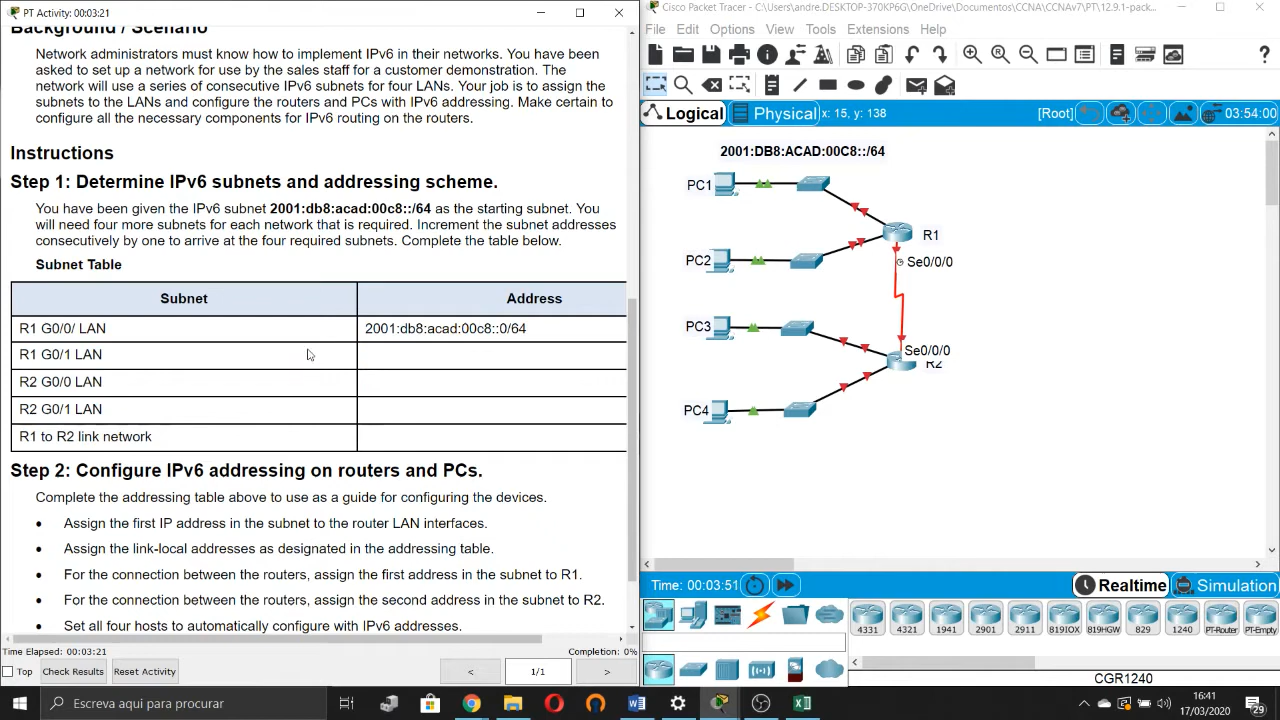 PT Activity: 00:03:21
Background / Scenario
Network administrators must know how to implement IPv6 in their networks. You have been
asked to set up a network for use by the sales staff for a customer demonstration. The
network will use a series of consecutive IPv6 subnets for four LANs. Your job is to assign the
subnets to the LANs and configure the routers and PCs with IPv6 addressing. Make certain to
configure all the necessary components for IPv6 routing on the routers.
Instructions
Step 1: Determine IPv6 subnets and addressing scheme.
You have been given the IPv6 subnet 2001:db8:acad:00c8::/64 as the starting subnet. You
will need four more subnets for each network that is required. Increment the subnet addresses
consecutively by one to arrive at the four required subnets. Complete the table below.
Subnet Table
Subnet Address
R1 G0/0/ LAN 2001:db8:acad:00c8::0/64
R1 G0/1 LAN
R2 G0/0 LAN
R2 G0/1 LAN
R1 to R2 link network
Step 2: Configure IPv6 addressing on routers and PCs.
Complete the addressing table above to use as a guide for configuring the devices.
• Assign the first IP address in the subnet to the router LAN interfaces.
• Assign the link-local addresses as designated in the addressing table.
• For the connection between the routers, assign the first address in the subnet to R1.
• For the connection between the routers, assign the second address in the subnet to R2.
• Set all four hosts to automatically configure with IPv6 addresses.
Time Elapsed: 00:03:21 Completion: 0%
Top Check Results Reset Activity < 1/1 >
Cisco Packet Tracer - C:\Users\andre.DESKTOP-370KP6G\OneDrive\Documentos\CCNA\CCNAv7\PT\12.9.1-pack...
File Edit Options View Tools Extensions Help
Logical Physical x: 15, y: 138 [Root] 03:54:00
2001:DB8:ACAD:00C8::/64
PC1
R1
PC2
Se0/0/0
PC3
Se0/0/0
R2
PC4
Time: 00:03:51 Realtime Simulation
4331 4321 1941 2901 2911 819IOX 819HGW 829 1240 PT-Router PT-Empty
CGR1240
Escreva aqui para procurar
16:41
17/03/2020
29